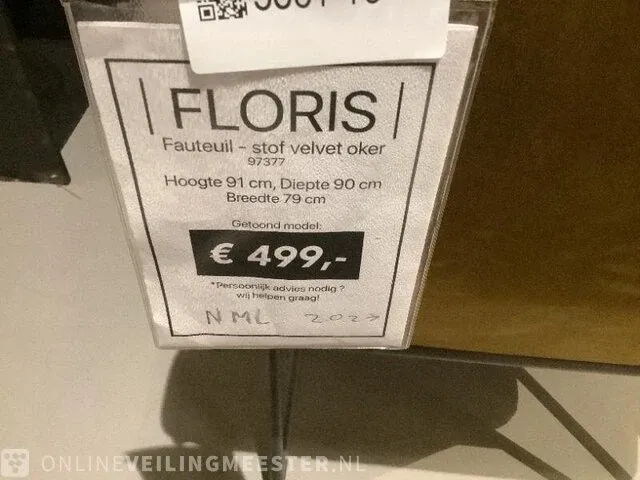 | FLORIS |
Fauteuil - stof velvet oker
97377
Hoogte 91 cm, Diepte 90 cm
Breedte 79 cm
Getoond model:
€ 499,-
*Persoonlijk advies nodig ?
wij helpen graag!
NML
ONLINEVEILINGMEESTER.NL